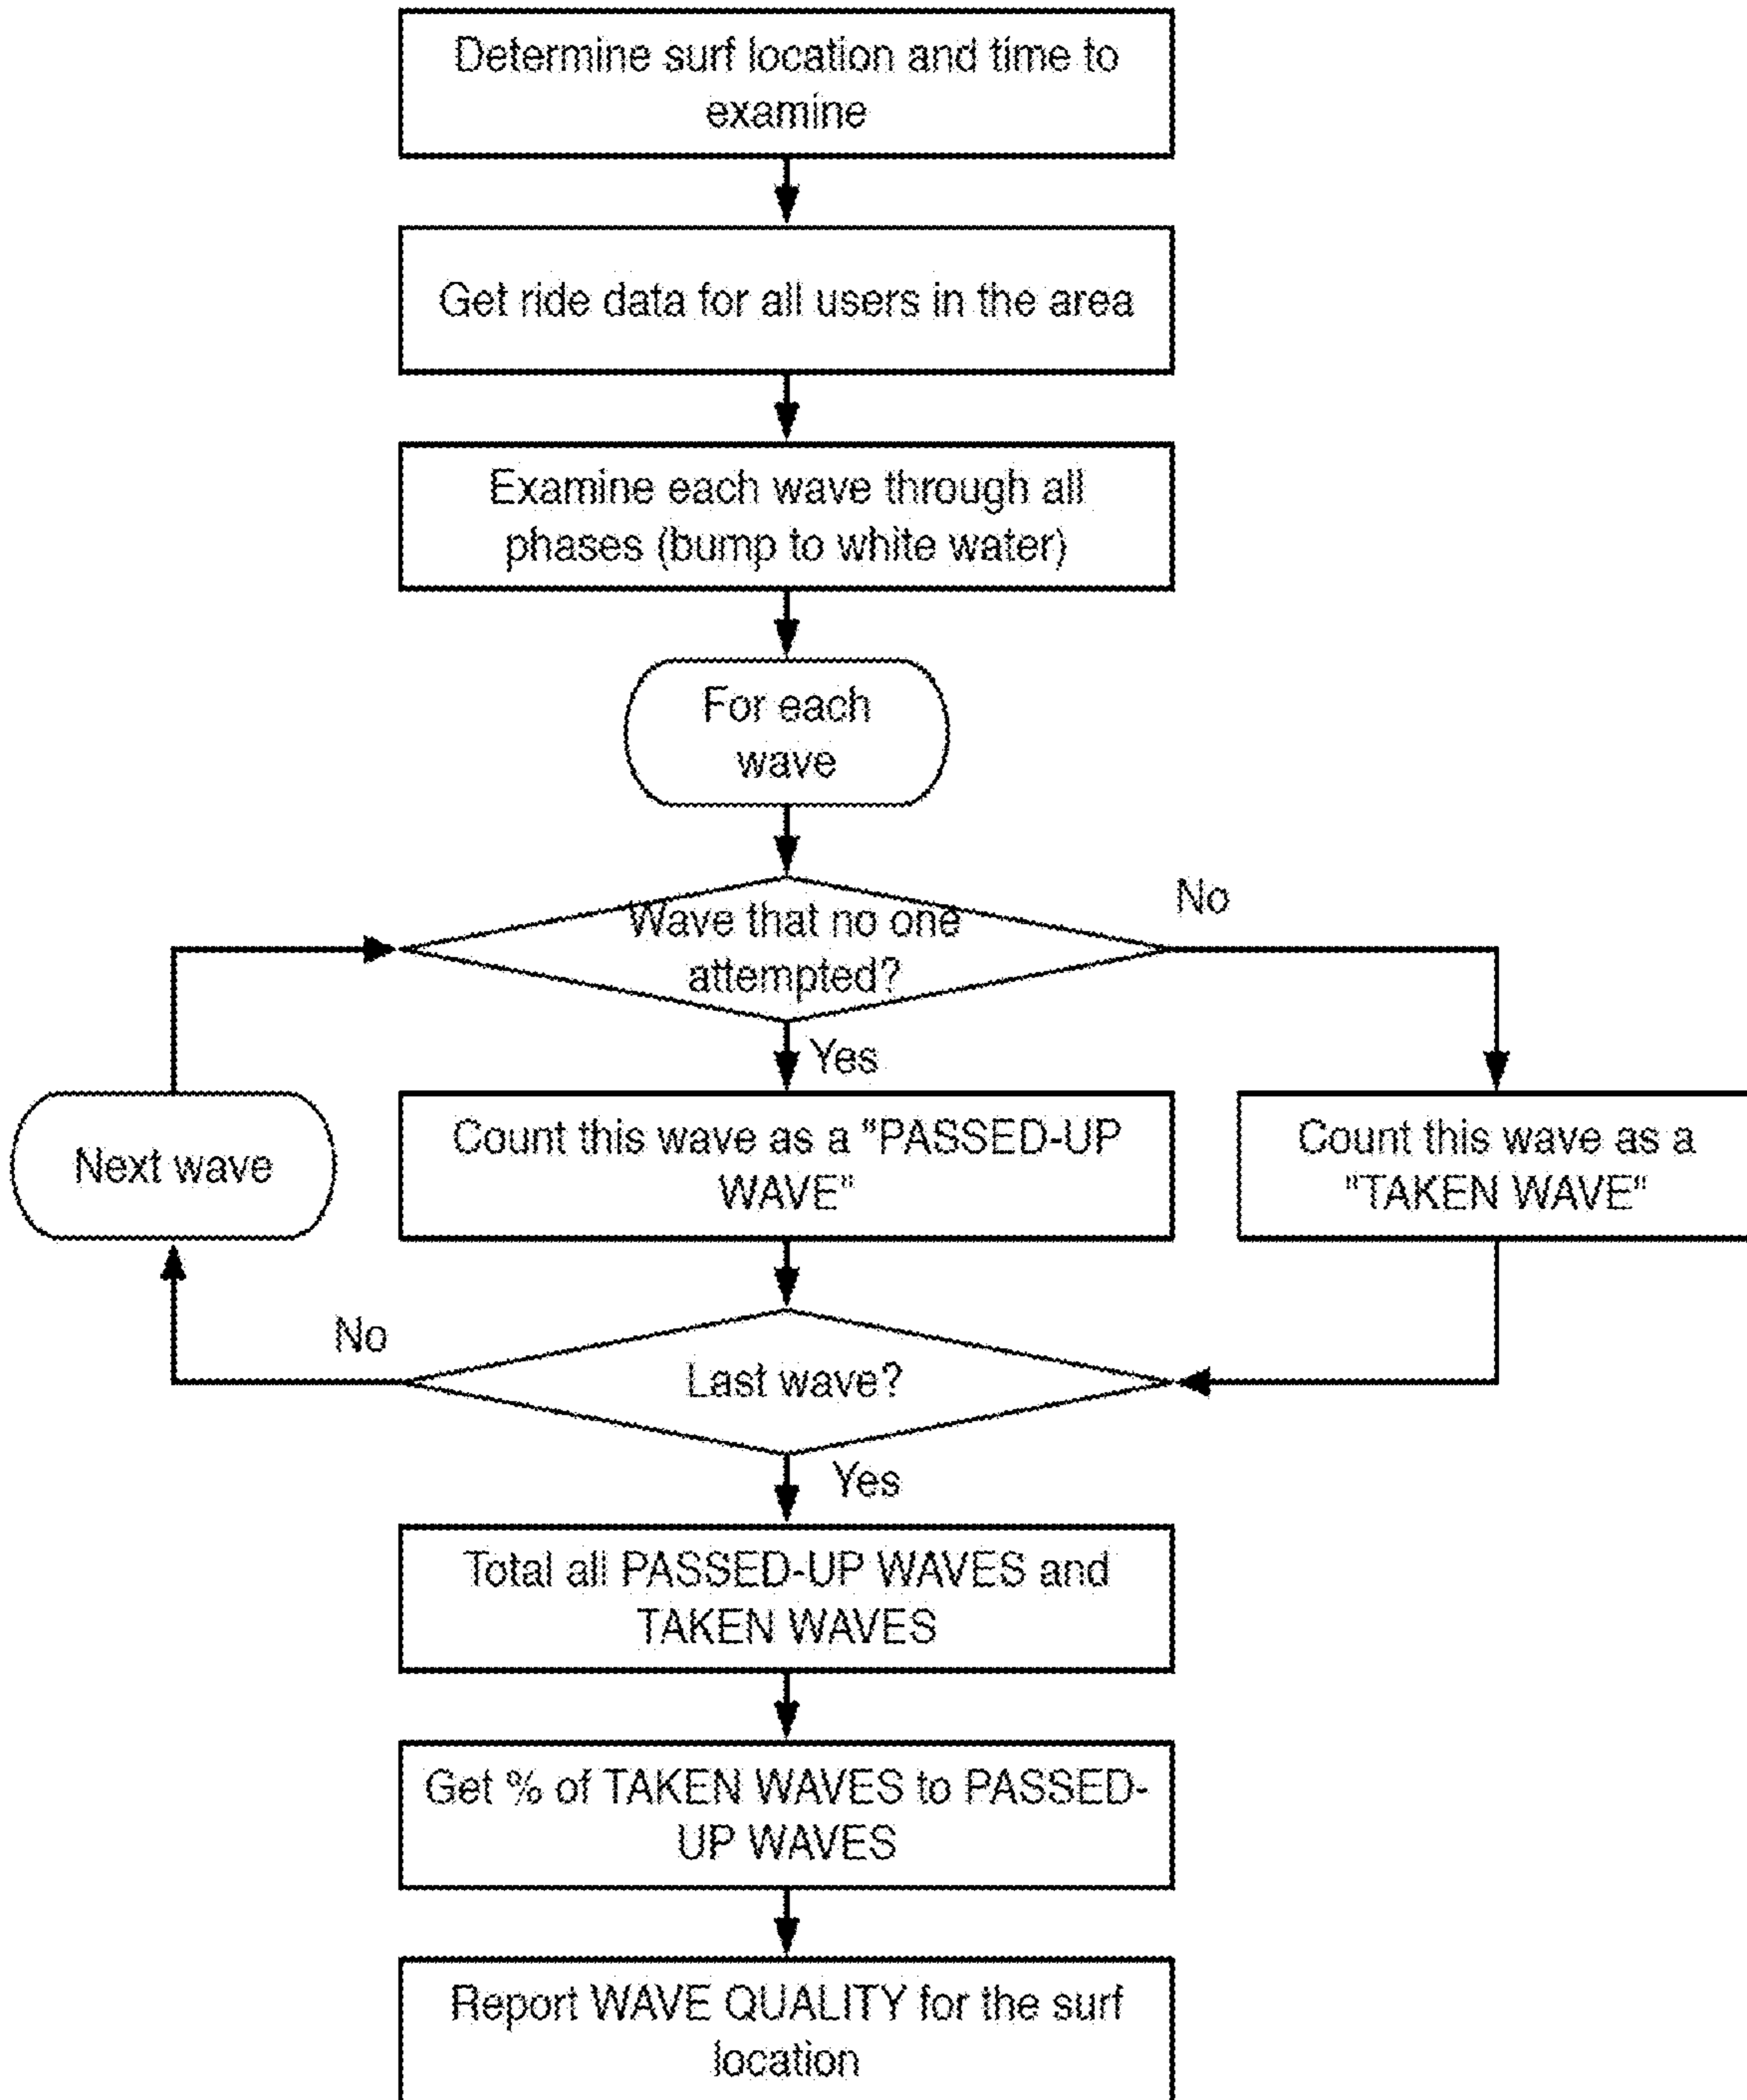 Determine surf location and time to
examine
Get ride data for all users in the area
Examine each wave through all
phases (bump to white water)
For each
wave
Wave that no one
attempted?
No
Yes
Next wave
Count this wave as a "PASSED-UP
WAVE"
Count this wave as a
"TAKEN WAVE"
No
Last wave?
Yes
Total all PASSED-UP WAVES and
TAKEN WAVES
Get % of TAKEN WAVES to PASSED-
UP WAVES
Report WAVE QUALITY for the surf
location